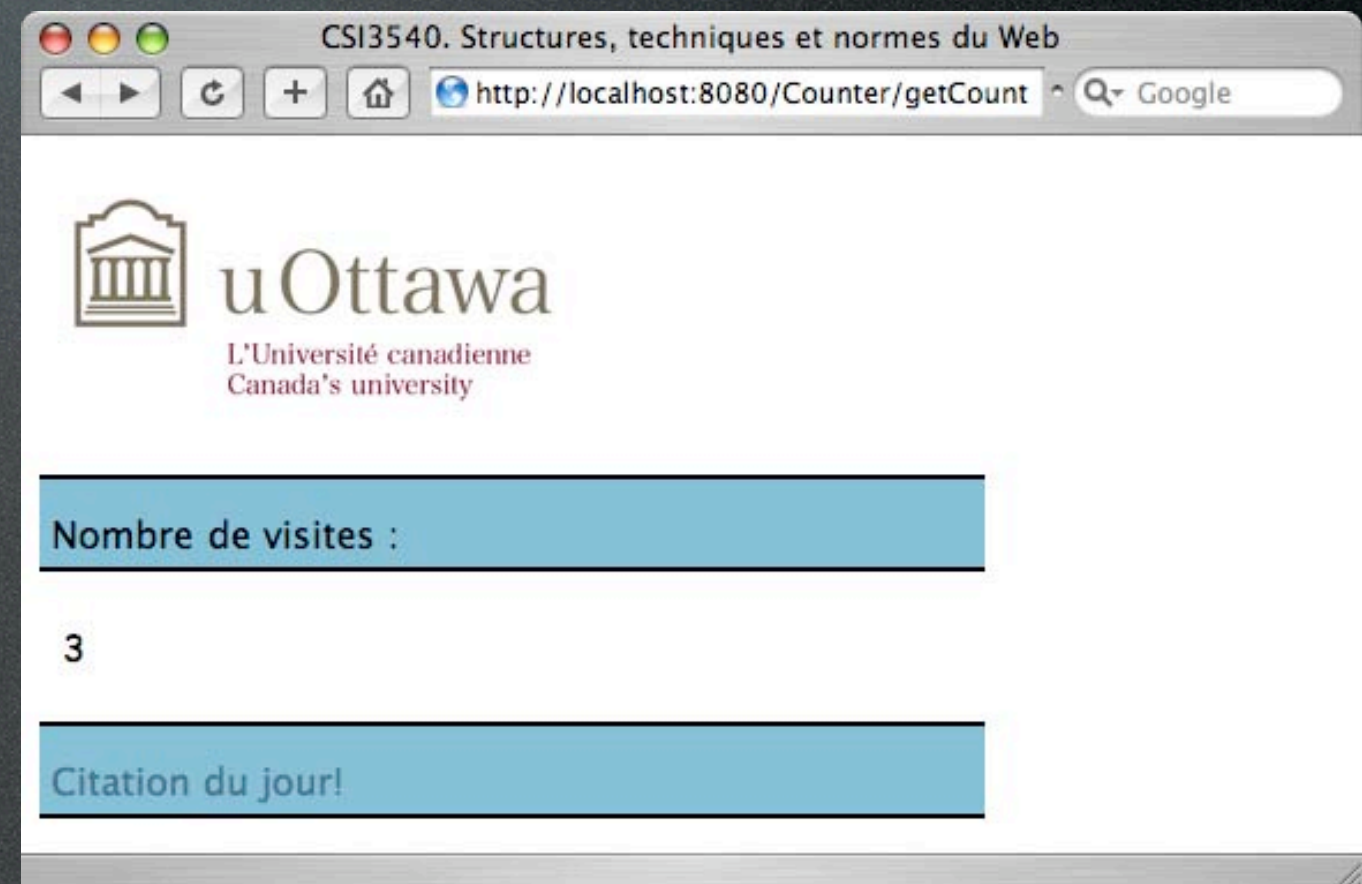 CSI3540. Structures, techniques et normes du Web
http://localhost:8080/Counter/getCount
Google
uOttawa
L'Université canadienne
Canada's university
Nombre de visites :
3
Citation du jour!